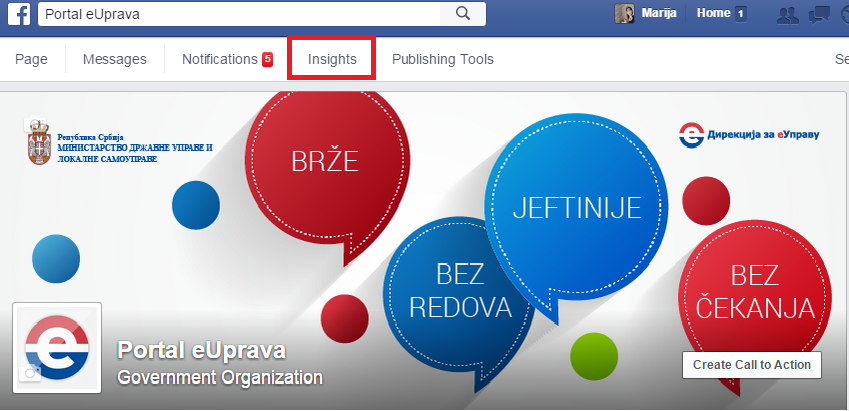 f
Portal eUprava
Marija
Home 1
Page
Messages
Notifications 5
Insights
Publishing Tools
Se
Република Србија
МИНИСТАРСТВО ДРЖАВНЕ УПРАВЕ И
ЛОКАЛНЕ САМОУПРАВЕ
Дирекција за еУправу
BRŽE
JEFTINIJE
BEZ
REDOVA
BEZ
ČEKANJA
e
Portal eUprava
Government Organization
Create Call to Action